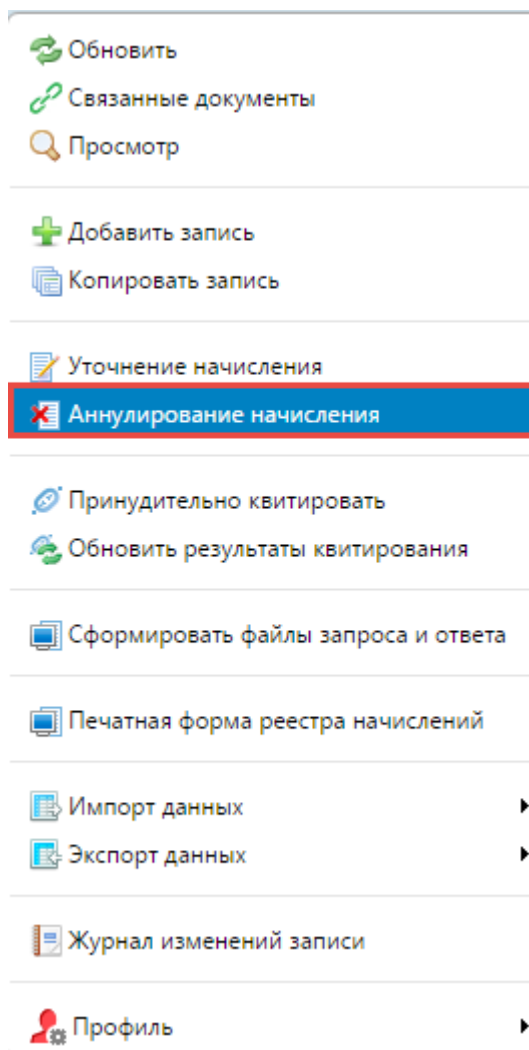 Обновить
Связанные документы
Просмотр
Добавить запись
Копировать запись
Уточнение начисления
Аннулирование начисления
Принудительно квитировать
Обновить результаты квитирования
Сформировать файлы запроса и ответа
Печатная форма реестра начислений
Импорт данных
Экспорт данных
Журнал изменений записи
Профиль